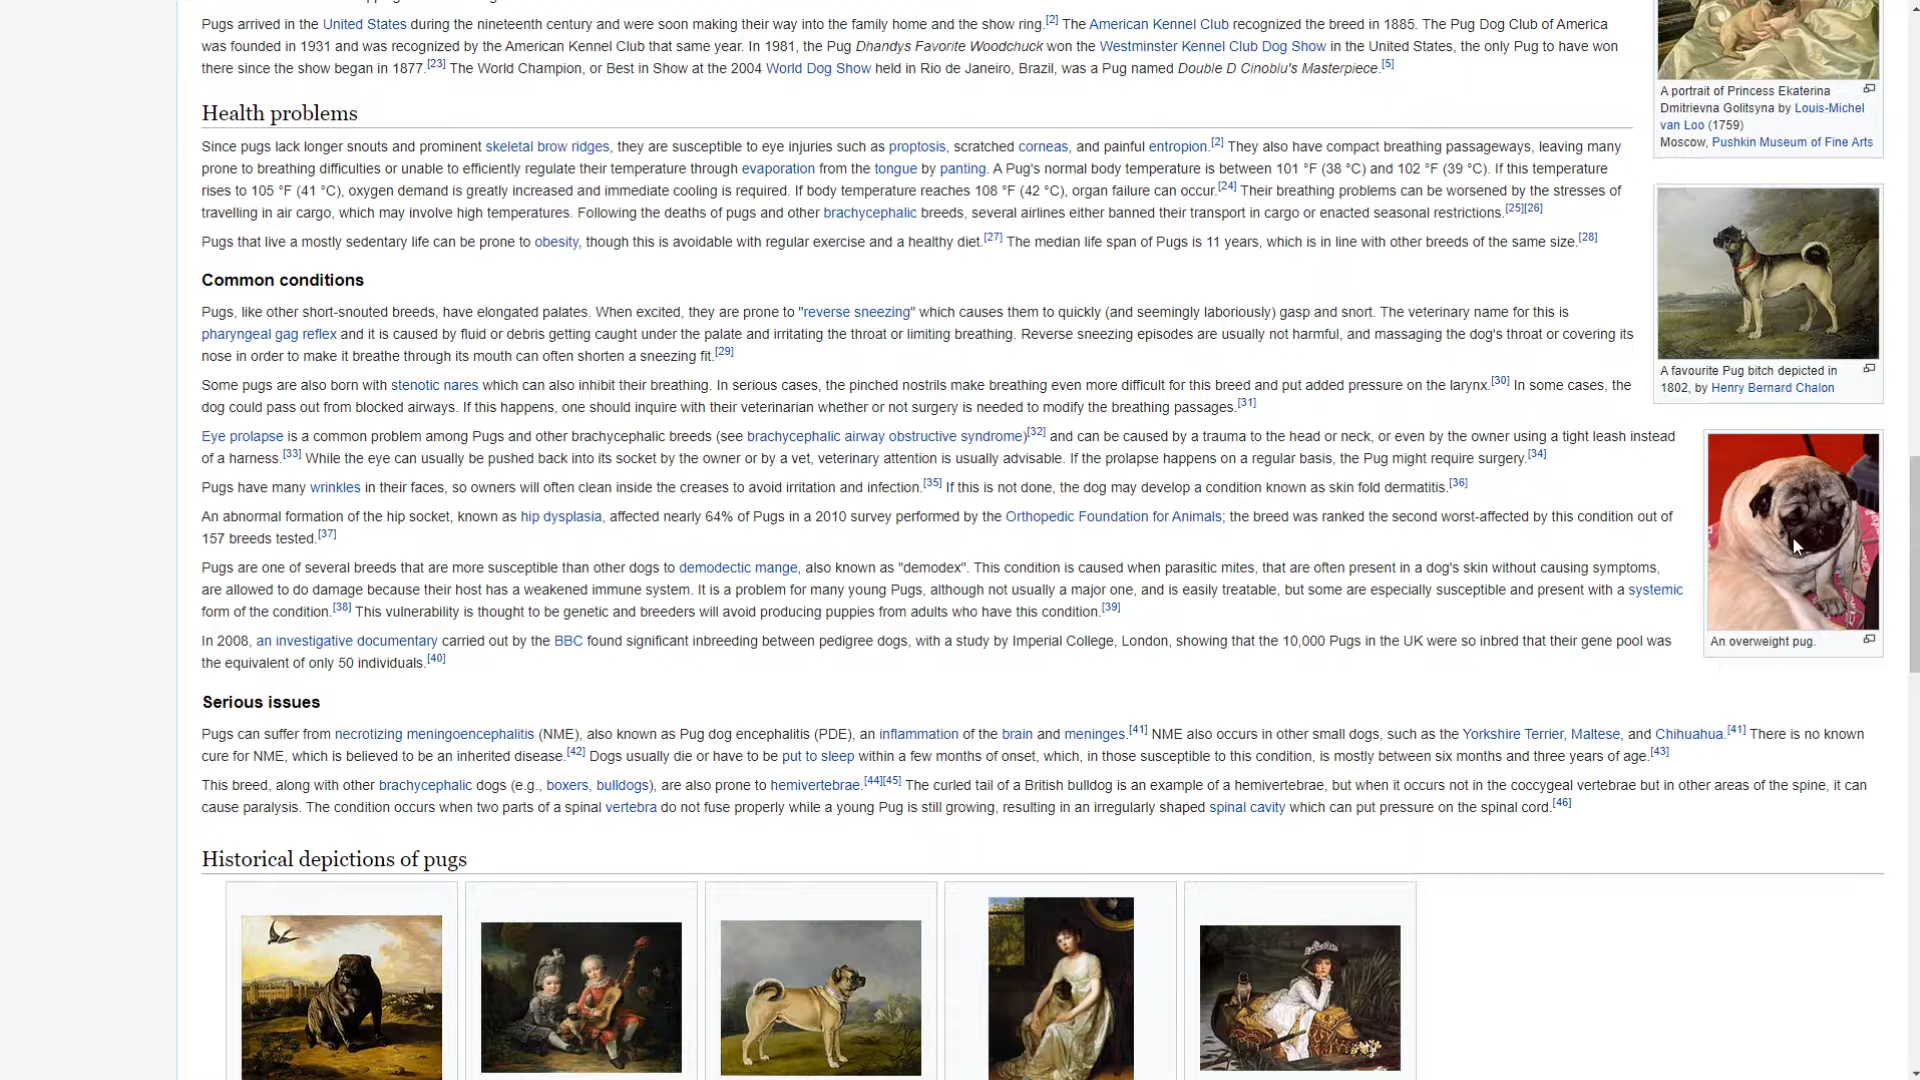 Pugs arrived in the United States during the nineteenth century and were soon making their way into the family home and the show ring.[2] The American Kennel Club recognized the breed in 1885. The Pug Dog Club of America
was founded in 1931 and was recognized by the American Kennel Club that same year. In 1981, the Pug Dhandys Favorite Woodchuck won the Westminster Kennel Club Dog Show in the United States, the only Pug to have won
there since the show began in 1877.[23] The World Champion, or Best in Show at the 2004 World Dog Show held in Rio de Janeiro, Brazil, was a Pug named Double D Cinoblu's Masterpiece.[5]
A portrait of Princess Ekaterina
Dmitrievna Golitsyna by Louis-Michel
van Loo (1759)
Moscow, Pushkin Museum of Fine Arts
Health problems
Since pugs lack longer snouts and prominent skeletal brow ridges, they are susceptible to eye injuries such as proptosis, scratched corneas, and painful entropion.[2] They also have compact breathing passageways, leaving many
prone to breathing difficulties or unable to efficiently regulate their temperature through evaporation from the tongue by panting. A Pug's normal body temperature is between 101 °F (38 °C) and 102 °F (39 °C). If this temperature
rises to 105 °F (41 °C), oxygen demand is greatly increased and immediate cooling is required. If body temperature reaches 108 °F (42 °C), organ failure can occur.[24] Their breathing problems can be worsened by the stresses of
travelling in air cargo, which may involve high temperatures. Following the deaths of pugs and other brachycephalic breeds, several airlines either banned their transport in cargo or enacted seasonal restrictions.[25][26]
Pugs that live a mostly sedentary life can be prone to obesity, though this is avoidable with regular exercise and a healthy diet.[27] The median life span of Pugs is 11 years, which is in line with other breeds of the same size.[28]
A favourite Pug bitch depicted in
1802, by Henry Bernard Chalon
Common conditions
Pugs, like other short-snouted breeds, have elongated palates. When excited, they are prone to "reverse sneezing" which causes them to quickly (and seemingly laboriously) gasp and snort. The veterinary name for this is
pharyngeal gag reflex and it is caused by fluid or debris getting caught under the palate and irritating the throat or limiting breathing. Reverse sneezing episodes are usually not harmful, and massaging the dog's throat or covering its
nose in order to make it breathe through its mouth can often shorten a sneezing fit.[29]
Some pugs are also born with stenotic nares which can also inhibit their breathing. In serious cases, the pinched nostrils make breathing even more difficult for this breed and put added pressure on the larynx.[30] In some cases, the
dog could pass out from blocked airways. If this happens, one should inquire with their veterinarian whether or not surgery is needed to modify the breathing passages.[31]
Eye prolapse is a common problem among Pugs and other brachycephalic breeds (see brachycephalic airway obstructive syndrome)[32] and can be caused by a trauma to the head or neck, or even by the owner using a tight leash instead
of a harness.[33] While the eye can usually be pushed back into its socket by the owner or by a vet, veterinary attention is usually advisable. If the prolapse happens on a regular basis, the Pug might require surgery.[34]
Pugs have many wrinkles in their faces, so owners will often clean inside the creases to avoid irritation and infection.[35] If this is not done, the dog may develop a condition known as skin fold dermatitis.[36]
An abnormal formation of the hip socket, known as hip dysplasia, affected nearly 64% of Pugs in a 2010 survey performed by the Orthopedic Foundation for Animals; the breed was ranked the second worst-affected by this condition out of
157 breeds tested.[37]
Pugs are one of several breeds that are more susceptible than other dogs to demodectic mange, also known as "demodex". This condition is caused when parasitic mites, that are often present in a dog's skin without causing symptoms,
are allowed to do damage because their host has a weakened immune system. It is a problem for many young Pugs, although not usually a major one, and is easily treatable, but some are especially susceptible and present with a systemic
form of the condition.[38] This vulnerability is thought to be genetic and breeders will avoid producing puppies from adults who have this condition.[39]
In 2008, an investigative documentary carried out by the BBC found significant inbreeding between pedigree dogs, with a study by Imperial College, London, showing that the 10,000 Pugs in the UK were so inbred that their gene pool was
the equivalent of only 50 individuals.[40]
An overweight pug.
Serious issues
Pugs can suffer from necrotizing meningoencephalitis (NME), also known as Pug dog encephalitis (PDE), an inflammation of the brain and meninges.[41] NME also occurs in other small dogs, such as the Yorkshire Terrier, Maltese, and Chihuahua.[41] There is no known
cure for NME, which is believed to be an inherited disease.[42] Dogs usually die or have to be put to sleep within a few months of onset, which, in those susceptible to this condition, is mostly between six months and three years of age.[43]
This breed, along with other brachycephalic dogs (e.g., boxers, bulldogs), are also prone to hemivertebrae.[44][45] The curled tail of a British bulldog is an example of a hemivertebrae, but when it occurs not in the coccygeal vertebrae but in other areas of the spine, it can
cause paralysis. The condition occurs when two parts of a spinal vertebra do not fuse properly while a young Pug is still growing, resulting in an irregularly shaped spinal cavity which can put pressure on the spinal cord.[46]
Historical depictions of pugs